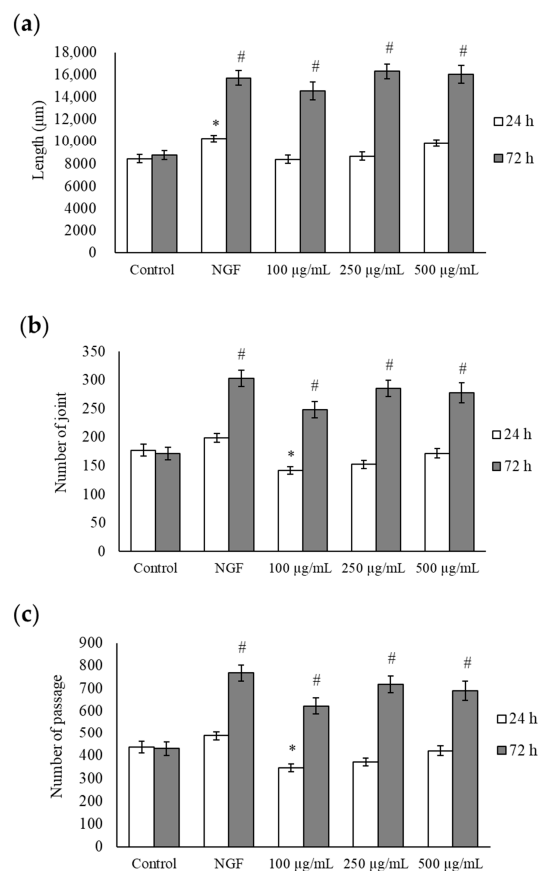 (a)
18,000
16,000
14,000
12,000
10,000
8000
6000
4000
2000
0
Length (µm)
*
#
#
#
#
24 h
72 h
Control NGF 100 µg/mL 250 µg/mL 500 µg/mL
(b)
350
300
250
200
150
100
50
0
Number of joint
#
*
#
#
#
24 h
72 h
Control NGF 100 µg/mL 250 µg/mL 500 µg/mL
(c)
900
800
700
600
500
400
300
200
100
0
Number of passage
#
*
#
#
#
24 h
72 h
Control NGF 100 µg/mL 250 µg/mL 500 µg/mL